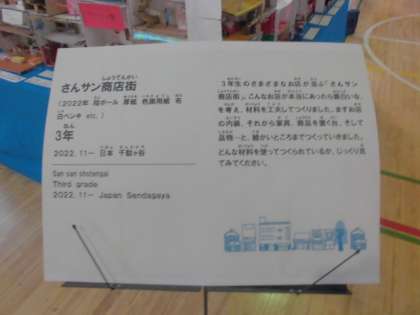 さんサン商店街
(2022年 段ボール 厚紙 色画用紙 布
白ペンキ etc.)
3年
2022.11− 日本 千駄ヶ谷
San san shotengai
Third grade
2022.11− Japan Sendagaya
3年生のさまざまなお店が並ぶ「さんサン
商店街」。こんなお店が本当にあったら面白いな、
を考え、材料を工夫してつくりました。まずお店
の内装、それから家具、商品を置く台、そして
品物…と、細かいところまでつくっていきました。
どんな材料を使ってつくられているか、じっくり見
てみてください。